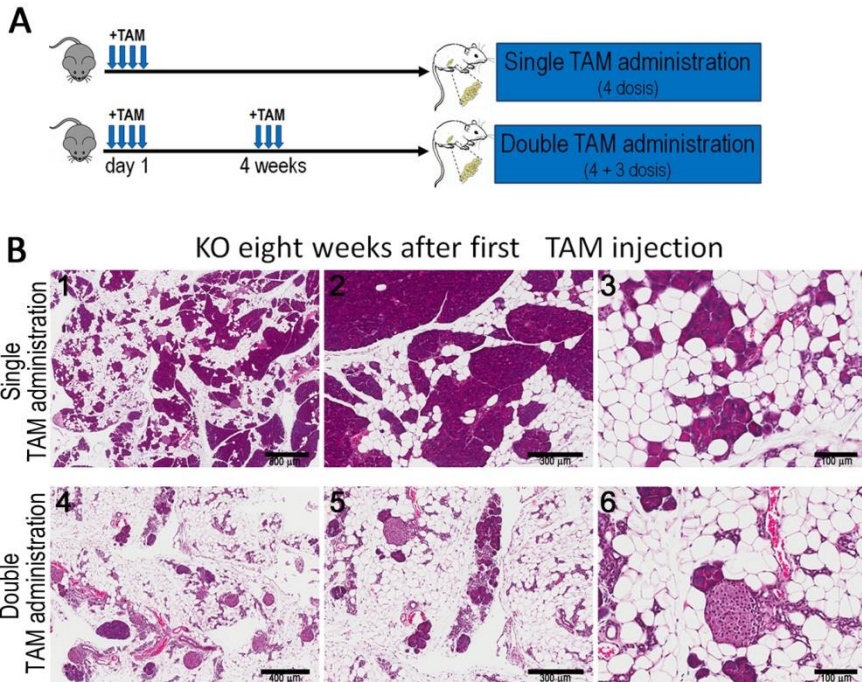 A
+TAM
Single TAM administration
(4 dosis)
+TAM
+TAM
Double TAM administration
(4 + 3 dosis)
day 1
4 weeks
B
KO eight weeks after first TAM injection
Single
TAM administration
1
2
3
300 µm
100 µm
Double
TAM administration
4
5
6
400 µm
300 µm
100 µm